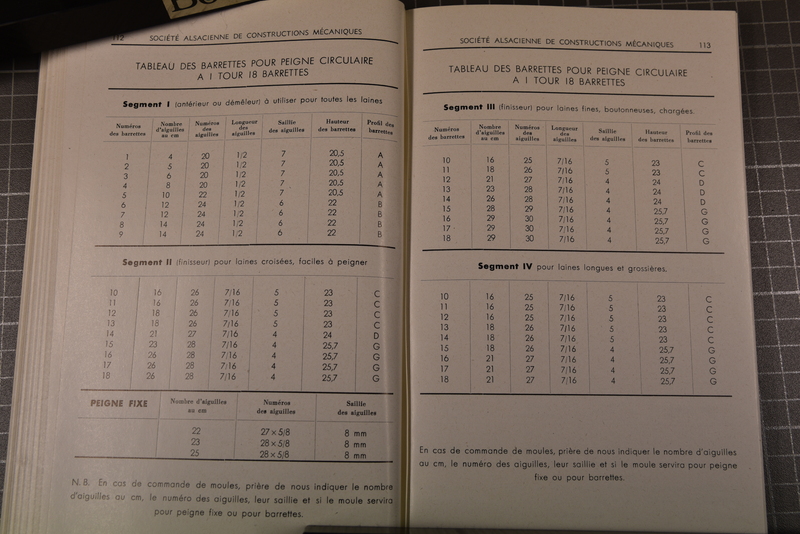 112 SOCIÉTÉ ALSACIENNE DE CONSTRUCTIONS MÉCANIQUES
TABLEAU DES BARRETTES POUR PEIGNE CIRCULAIRE
A 1 TOUR 18 BARRETTES
Segment I (antérieur ou démêleur) à utiliser pour toutes les laines
Numéros des barrettes Nombre d'aiguilles au cm Numéros des aiguilles Longueur des aiguilles Saillie des aiguilles Hauteur des barrettes Profil des barrettes
1 4 20 1/2 7 20,5 A
2 5 20 1/2 7 20,5 A
3 6 20 1/2 7 20,5 A
4 8 20 1/2 7 20,5 A
5 10 22 1/2 7 20,5 A
6 12 24 1/2 6 22 B
7 12 24 1/2 6 22 B
8 14 24 1/2 6 22 B
9 14 24 1/2 6 22 B
Segment II (finisseur) pour laines croisées, faciles à peigner
10 16 26 7/16 5 23 C
11 16 26 7/16 5 23 C
12 18 26 7/16 5 23 C
13 18 26 7/16 5 23 C
14 21 27 7/16 4 24 D
15 23 28 7/16 4 25,7 G
16 26 28 7/16 4 25,7 G
17 26 28 7/16 4 25,7 G
18 26 28 7/16 4 25,7 G
PEIGNE FIXE Nombre d'aiguilles au cm Numéros des aiguilles Saillie des aiguilles
22 27 × 5/8 8 mm
23 28 × 5/8 8 mm
25 28 × 5/8 8 mm
N. B. En cas de commande de moules, prière de nous indiquer le nombre
d'aiguilles au cm, le numéro des aiguilles, leur saillie et si le moule servira
pour peigne fixe ou pour barrettes.
SOCIÉTÉ ALSACIENNE DE CONSTRUCTIONS MÉCANIQUES 113
TABLEAU DES BARRETTES POUR PEIGNE CIRCULAIRE
A 1 TOUR 18 BARRETTES
Segment III (finisseur) pour laines fines, boutonneuses, chargées.
Numéros des barrettes Nombre d'aiguilles au cm Numéros des aiguilles Longueur des aiguilles Saillie des aiguilles Hauteur des barrettes Profil des barrettes
10 16 25 7/16 5 23 C
11 18 26 7/16 5 23 C
12 21 27 7/16 4 24 D
13 23 28 7/16 4 24 D
14 26 28 7/16 4 24 D
15 28 29 7/16 4 25,7 G
16 29 30 7/16 4 25,7 G
17 29 30 7/16 4 25,7 G
18 29 30 7/16 4 25,7 G
Segment IV pour laines longues et grossières.
10 16 25 7/16 5 23 C
11 16 25 7/16 5 23 C
12 16 25 7/16 5 23 C
13 18 26 7/16 5 23 C
14 18 26 7/16 5 23 C
15 18 26 7/16 4 25,7 G
16 21 27 7/16 4 25,7 G
17 21 27 7/16 4 25,7 G
18 21 27 7/16 4 25,7 G
En cas de commande de moules, prière de nous indiquer le nombre d'aiguilles
au cm, le numéro des aiguilles, leur saillie et si le moule servira pour peigne
fixe ou pour barrettes.